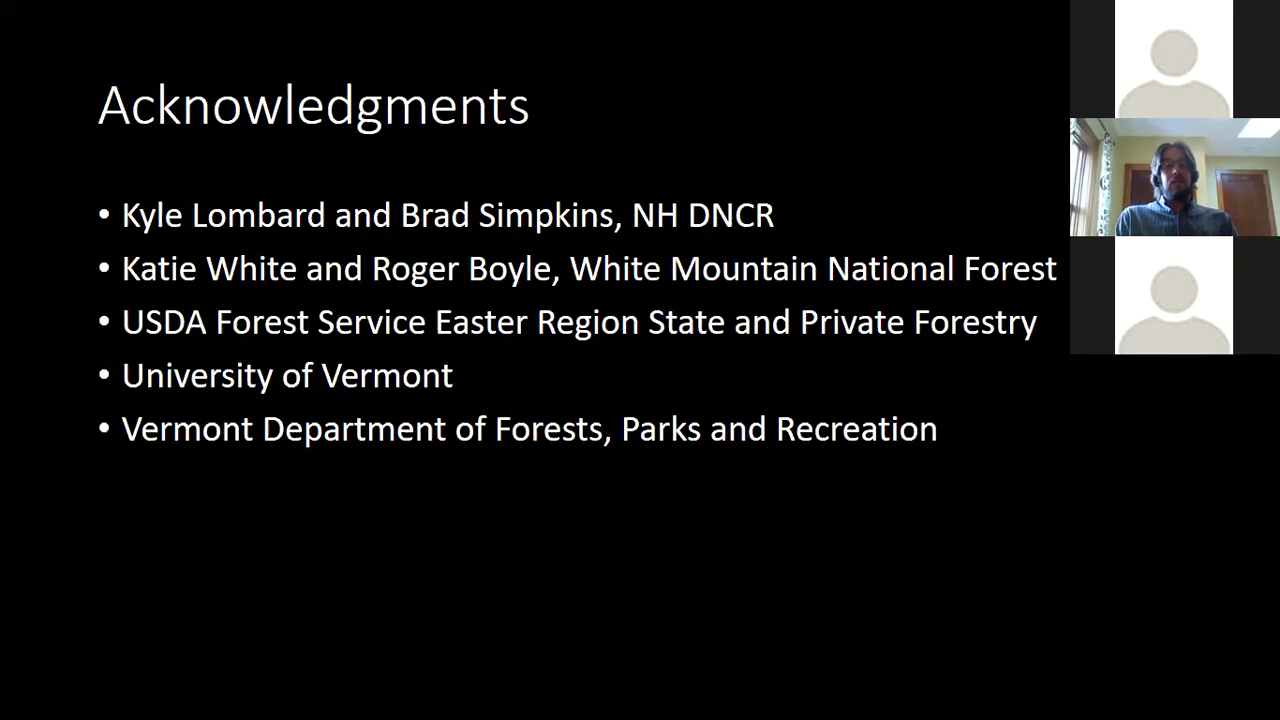 Acknowledgments
• Kyle Lombard and Brad Simpkins, NH DNCR
• Katie White and Roger Boyle, White Mountain National Forest
• USDA Forest Service Easter Region State and Private Forestry
• University of Vermont
• Vermont Department of Forests, Parks and Recreation